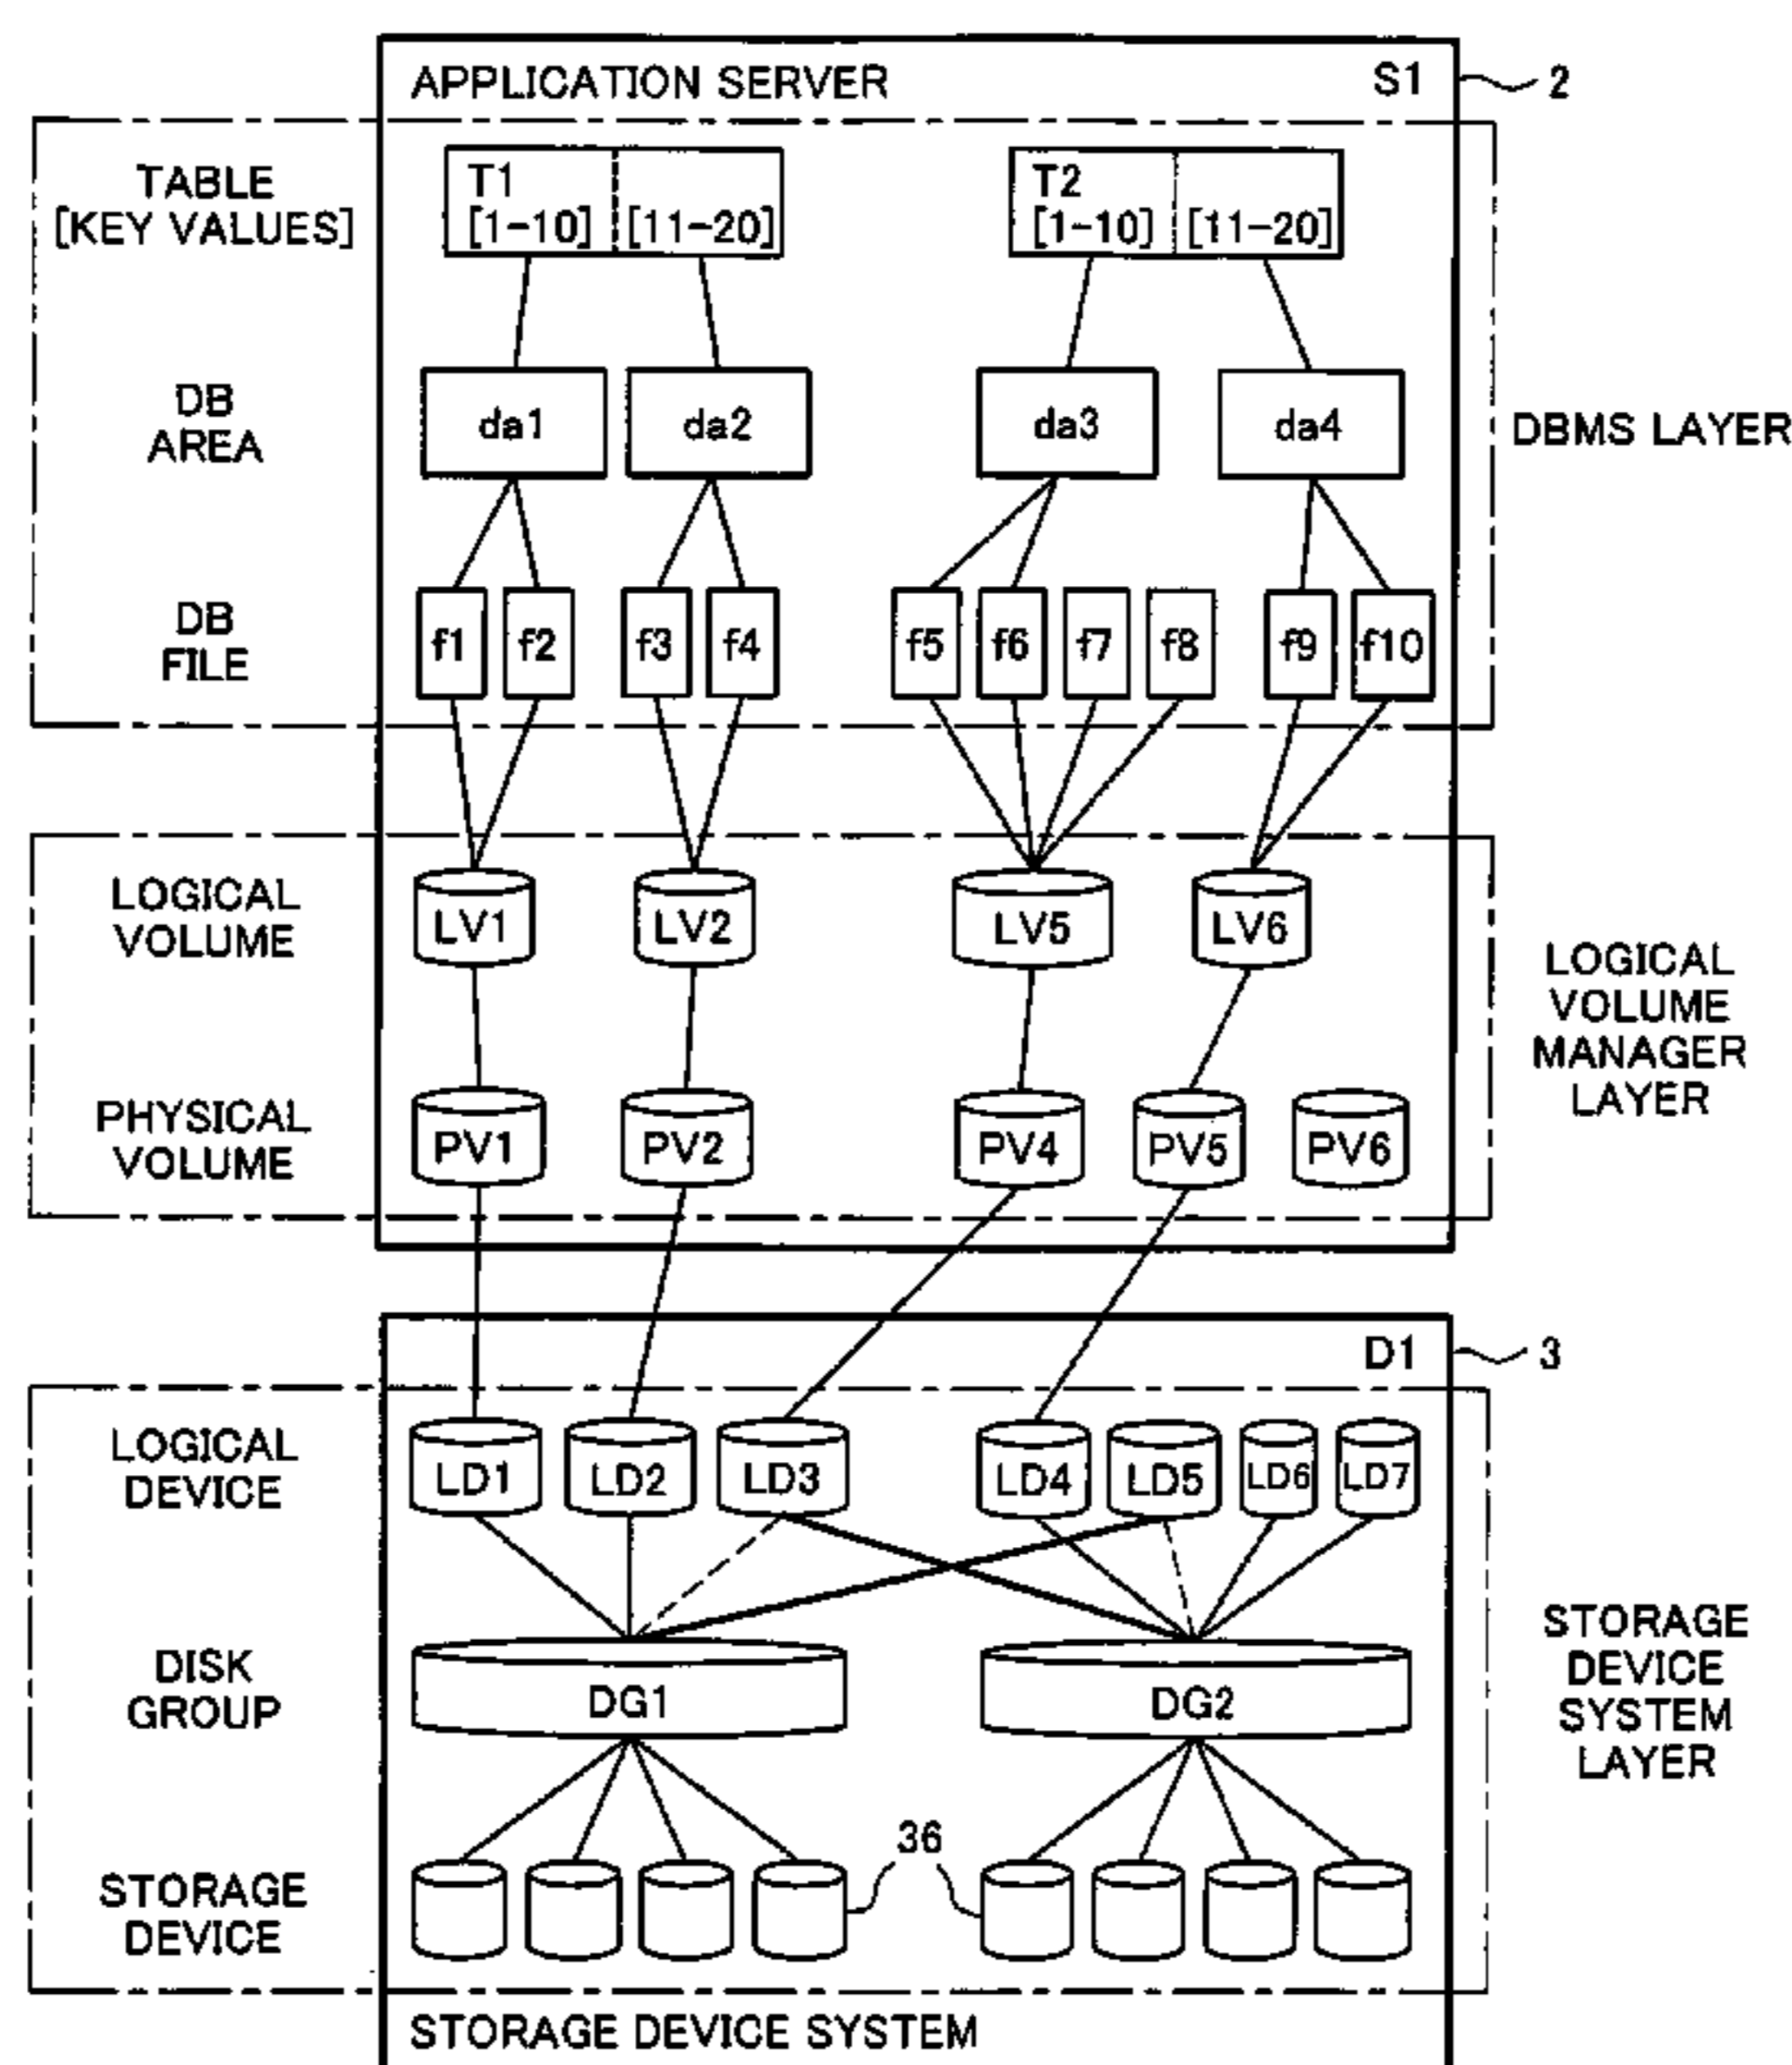 APPLICATION SERVER S1 2
TABLE
[KEY VALUES]
T1
[1-10] [11-20]
T2
[1-10] [11-20]
DB
AREA
da1 da2 da3 da4
DBMS LAYER
DB
FILE
f1 f2 f3 f4 f5 f6 f7 f8 f9 f10
LOGICAL
VOLUME
LV1 LV2 LV5 LV6
LOGICAL
VOLUME
MANAGER
LAYER
PHYSICAL
VOLUME
PV1 PV2 PV4 PV5 PV6
D1 3
LOGICAL
DEVICE
LD1 LD2 LD3 LD4 LD5 LD6 LD7
DISK
GROUP
DG1 DG2
STORAGE
DEVICE
SYSTEM
LAYER
36
STORAGE
DEVICE
STORAGE DEVICE SYSTEM